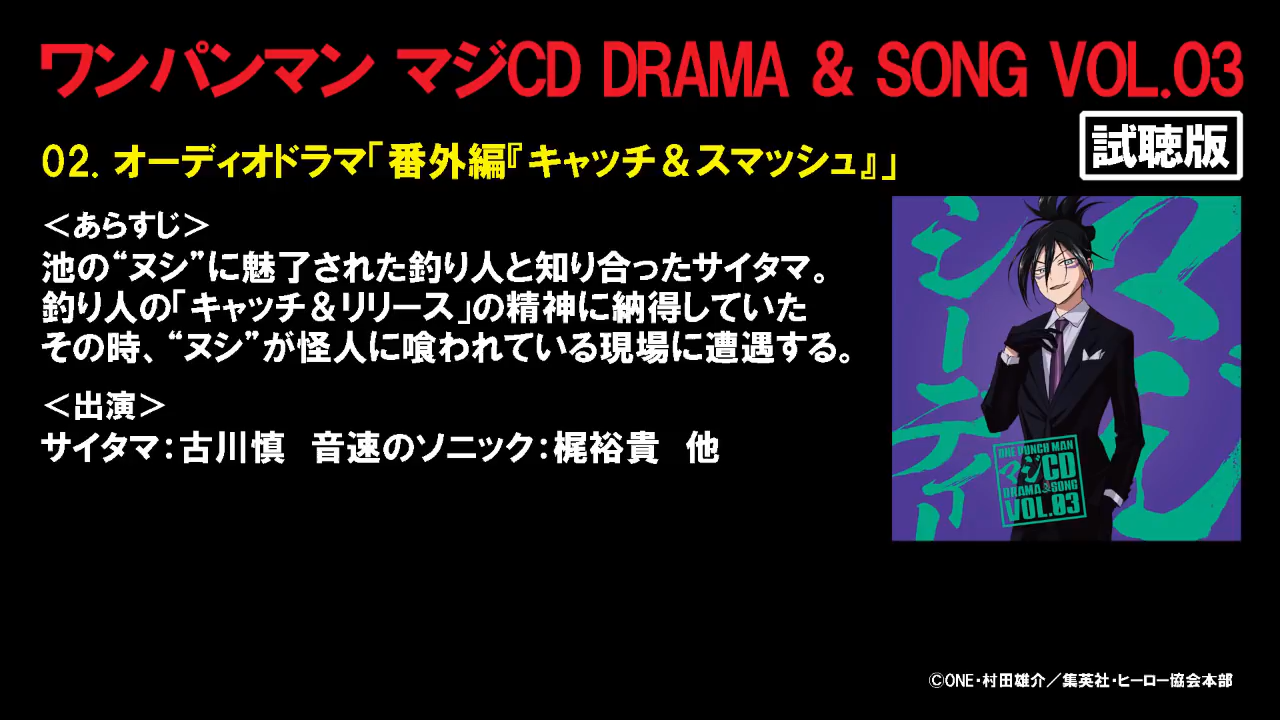 ワンパンマン マジCD DRAMA & SONG VOL.03
試聴版
02. オーディオドラマ「番外編『キャッチ＆スマッシュ』」
＜あらすじ＞
池の“ヌシ”に魅了された釣り人と知り合ったサイタマ。
釣り人の「キャッチ＆リリース」の精神に納得していた
その時、“ヌシ”が怪人に喰われている現場に遭遇する。
＜出演＞
サイタマ：古川慎　音速のソニック：梶裕貴　他
マジ
シーディー
ONE PUNCH MAN
マジCD
DRAMA & SONG
VOL.03
©ONE・村田雄介／集英社・ヒーロー協会本部